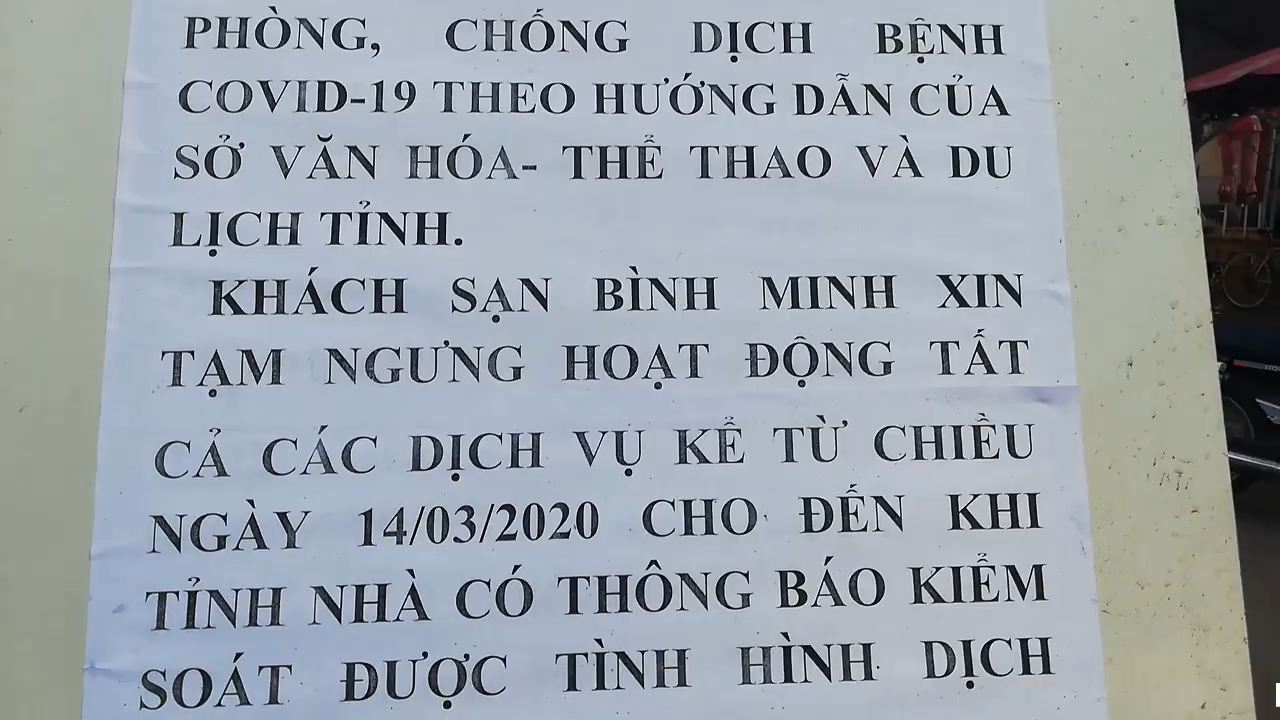 PHÒNG, CHỐNG DỊCH BỆNH
COVID-19 THEO HƯỚNG DẪN CỦA
SỞ VĂN HÓA- THỂ THAO VÀ DU
LỊCH TỈNH.
KHÁCH SẠN BÌNH MINH XIN
TẠM NGƯNG HOẠT ĐỘNG TẤT
CẢ CÁC DỊCH VỤ KỂ TỪ CHIỀU
NGÀY 14/03/2020 CHO ĐẾN KHI
TỈNH NHÀ CÓ THÔNG BÁO KIỂM
SOÁT ĐƯỢC TÌNH HÌNH DỊCH